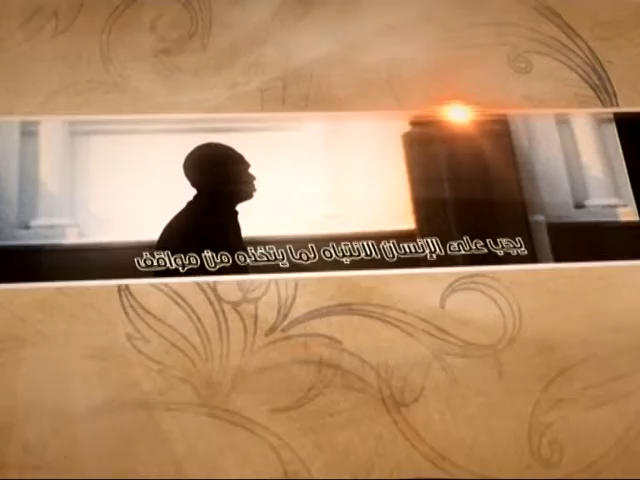 يجب على الإنسان الانتباه لما يتخذه من مواقف